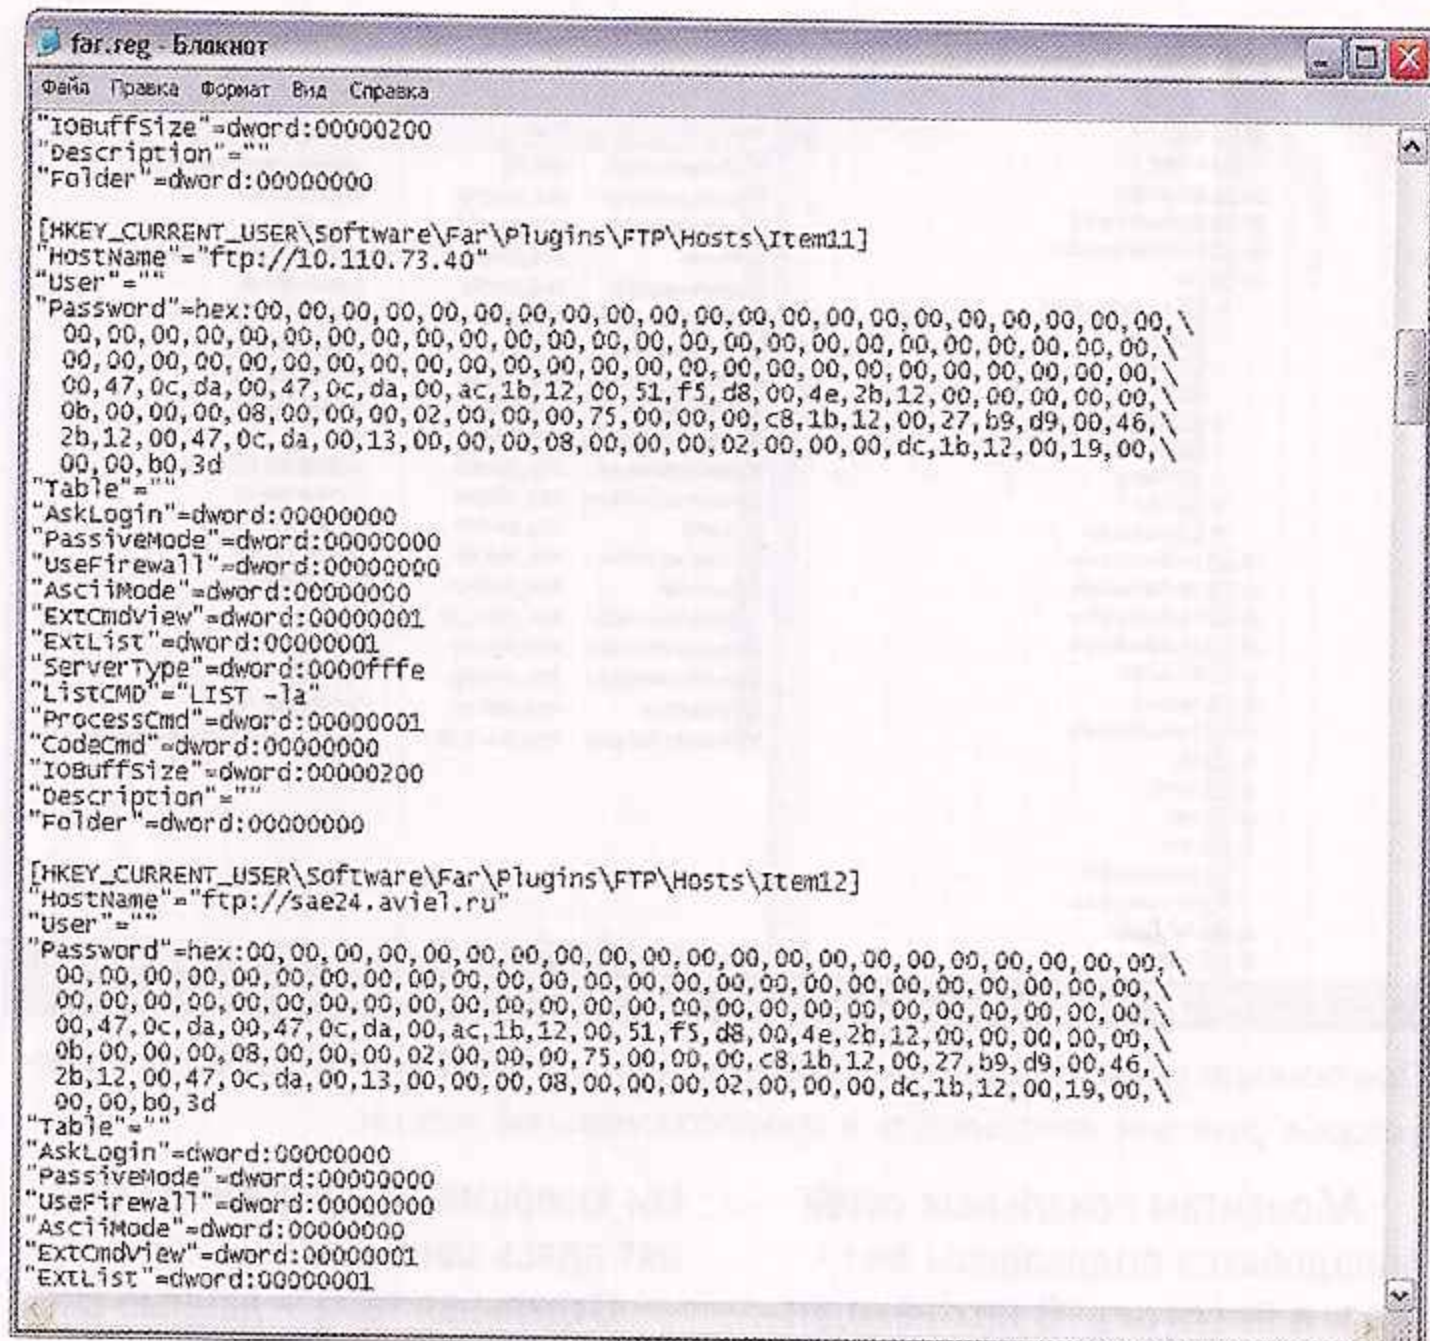 far.reg - Блокнот
Файл Правка Формат Вид Справка
"IOBuffSize"=dword:00000200
"Description"=""
"Folder"=dword:00000000
[HKEY_CURRENT_USER\Software\Far\Plugins\FTP\Hosts\Item11]
"HostName"="ftp://10.110.73.40"
"User"=""
"Password"=hex:00,00,00,00,00,00,00,00,00,00,00,00,00,00,00,00,00,00,00,00,00,\
00,00,00,00,00,00,00,00,00,00,00,00,00,00,00,00,00,00,00,00,00,00,00,00,00,\
00,00,00,00,00,00,00,00,00,00,00,00,00,00,00,00,00,00,00,00,00,00,00,00,00,\
00,47,0c,da,00,47,0c,da,00,ac,1b,12,00,51,f5,d8,00,4e,2b,12,00,00,00,00,00,\
0b,00,00,00,08,00,00,00,02,00,00,00,75,00,00,00,c8,1b,12,00,27,b9,d9,00,46,\
2b,12,00,47,0c,da,00,13,00,00,00,08,00,00,00,02,00,00,00,dc,1b,12,00,19,00,\
00,00,b0,3d
"Table"=""
"AskLogin"=dword:00000000
"PassiveMode"=dword:00000000
"UseFirewall"=dword:00000000
"AsciiMode"=dword:00000000
"ExtCmdView"=dword:00000001
"ExtList"=dword:00000001
"ServerType"=dword:0000fffe
"ListCMD"="LIST -la"
"ProcessCmd"=dword:00000001
"CodeCmd"=dword:00000000
"IOBuffSize"=dword:00000200
"Description"=""
"Folder"=dword:00000000
[HKEY_CURRENT_USER\Software\Far\Plugins\FTP\Hosts\Item12]
"HostName"="ftp://sae24.aviel.ru"
"User"=""
"Password"=hex:00,00,00,00,00,00,00,00,00,00,00,00,00,00,00,00,00,00,00,00,00,\
00,00,00,00,00,00,00,00,00,00,00,00,00,00,00,00,00,00,00,00,00,00,00,00,00,\
00,00,00,00,00,00,00,00,00,00,00,00,00,00,00,00,00,00,00,00,00,00,00,00,00,\
00,47,0c,da,00,47,0c,da,00,ac,1b,12,00,51,f5,d8,00,4e,2b,12,00,00,00,00,00,\
0b,00,00,00,08,00,00,00,02,00,00,00,75,00,00,00,c8,1b,12,00,27,b9,d9,00,46,\
2b,12,00,47,0c,da,00,13,00,00,00,08,00,00,00,02,00,00,00,dc,1b,12,00,19,00,\
00,00,b0,3d
"Table"=""
"AskLogin"=dword:00000000
"PassiveMode"=dword:00000000
"UseFirewall"=dword:00000000
"AsciiMode"=dword:00000000
"ExtCmdView"=dword:00000001
"ExtList"=dword:00000001